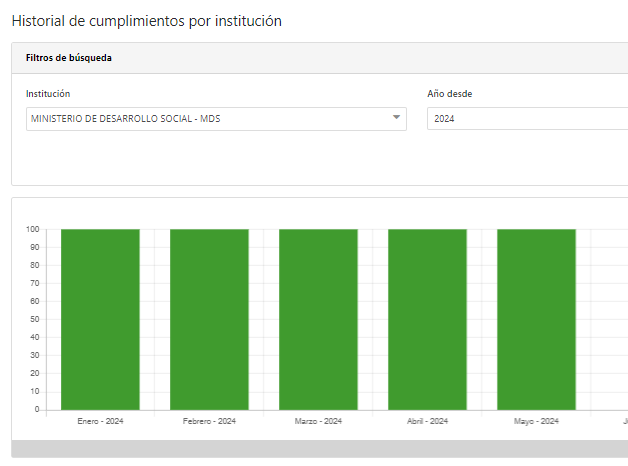 Historial de cumplimientos por institución
Filtros de búsqueda
Institución Año desde
MINISTERIO DE DESARROLLO SOCIAL - MDS 2024
100
90
80
70
60
50
40
30
20
10
0
Enero - 2024 Febrero - 2024 Marzo - 2024 Abril - 2024 Mayo - 2024